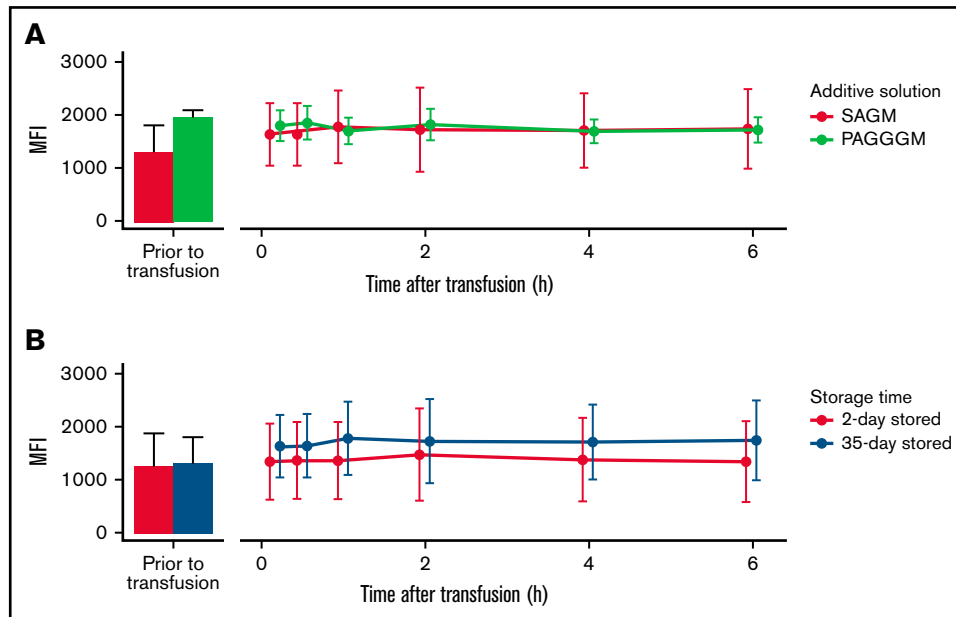 A
3000
2000
1000
0
MFI
Prior to
transfusion
0 2 4 6
Time after transfusion (h)
Additive solution
SAGM
PAGGGM
B
3000
2000
1000
0
MFI
Prior to
transfusion
0 2 4 6
Time after transfusion (h)
Storage time
2-day stored
35-day stored